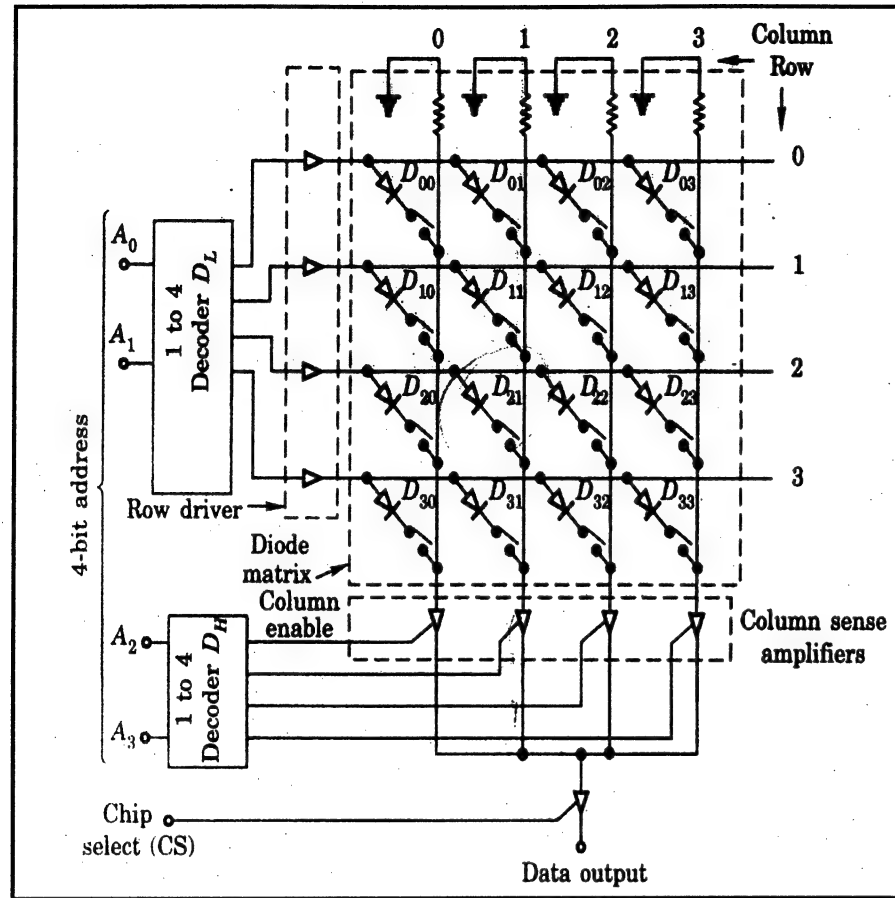 0 1 2 3 Column
Row
0
D00 D01 D02 D03
A0
1 to 4
Decoder DL
1
D10 D11 D12 D13
A1
2
D20 D21 D22 D23
4-bit address
3
D30 D31 D32 D33
Row driver
Diode
matrix
Column
enable
Column sense
amplifiers
A2
1 to 4
Decoder DH
A3
Chip
select (CS)
Data output